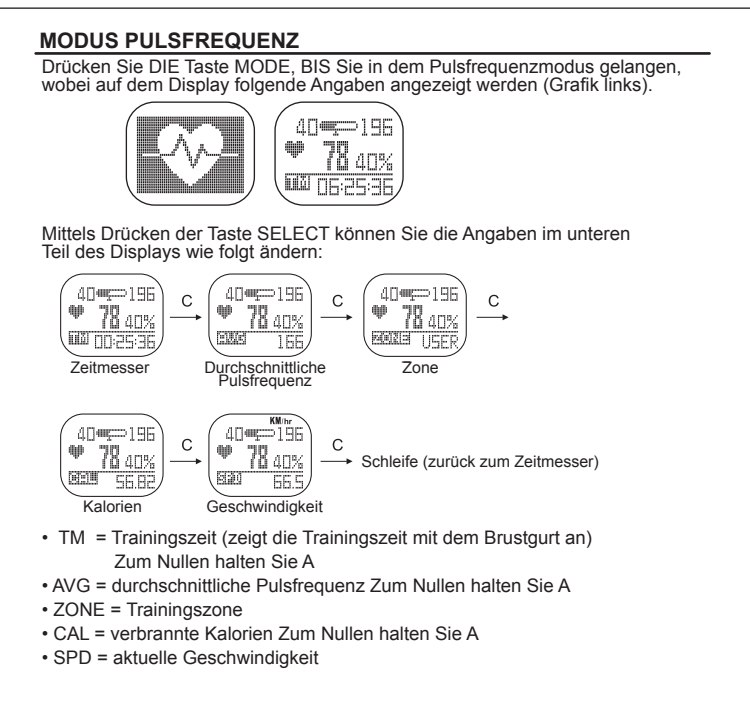 MODUS PULSFREQUENZ
Drücken Sie DIE Taste MODE, BIS Sie in dem Pulsfrequenzmodus gelangen,
wobei auf dem Display folgende Angaben angezeigt werden (Grafik links).
40 196
78 40%
TM 06:25:36
Mittels Drücken der Taste SELECT können Sie die Angaben im unteren
Teil des Displays wie folgt ändern:
40 196
78 40%
TM 00:25:36
Zeitmesser
C
40 196
78 40%
AVG 166
Durchschnittliche
Pulsfrequenz
C
40 196
78 40%
ZONE USER
Zone
C
40 196
78 40%
CAL 56.82
Kalorien
C
KM/hr
40 196
78 40%
SPD 66.5
Geschwindigkeit
C
Schleife (zurück zum Zeitmesser)
• TM = Trainingszeit (zeigt die Trainingszeit mit dem Brustgurt an)
Zum Nullen halten Sie A
• AVG = durchschnittliche Pulsfrequenz Zum Nullen halten Sie A
• ZONE = Trainingszone
• CAL = verbrannte Kalorien Zum Nullen halten Sie A
• SPD = aktuelle Geschwindigkeit